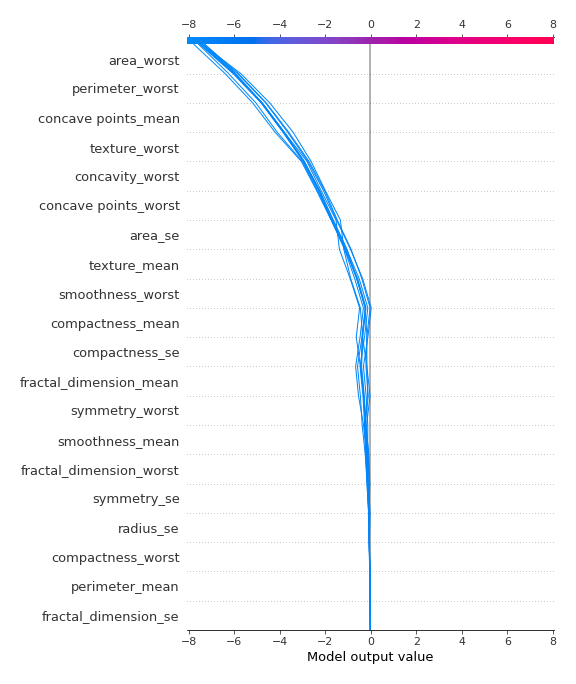 −8 −6 −4 −2 0 2 4 6 8
area_worst
perimeter_worst
concave points_mean
texture_worst
concavity_worst
concave points_worst
area_se
texture_mean
smoothness_worst
compactness_mean
compactness_se
fractal_dimension_mean
symmetry_worst
smoothness_mean
fractal_dimension_worst
symmetry_se
radius_se
compactness_worst
perimeter_mean
fractal_dimension_se
−8 −6 −4 −2 0 2 4 6 8
Model output value